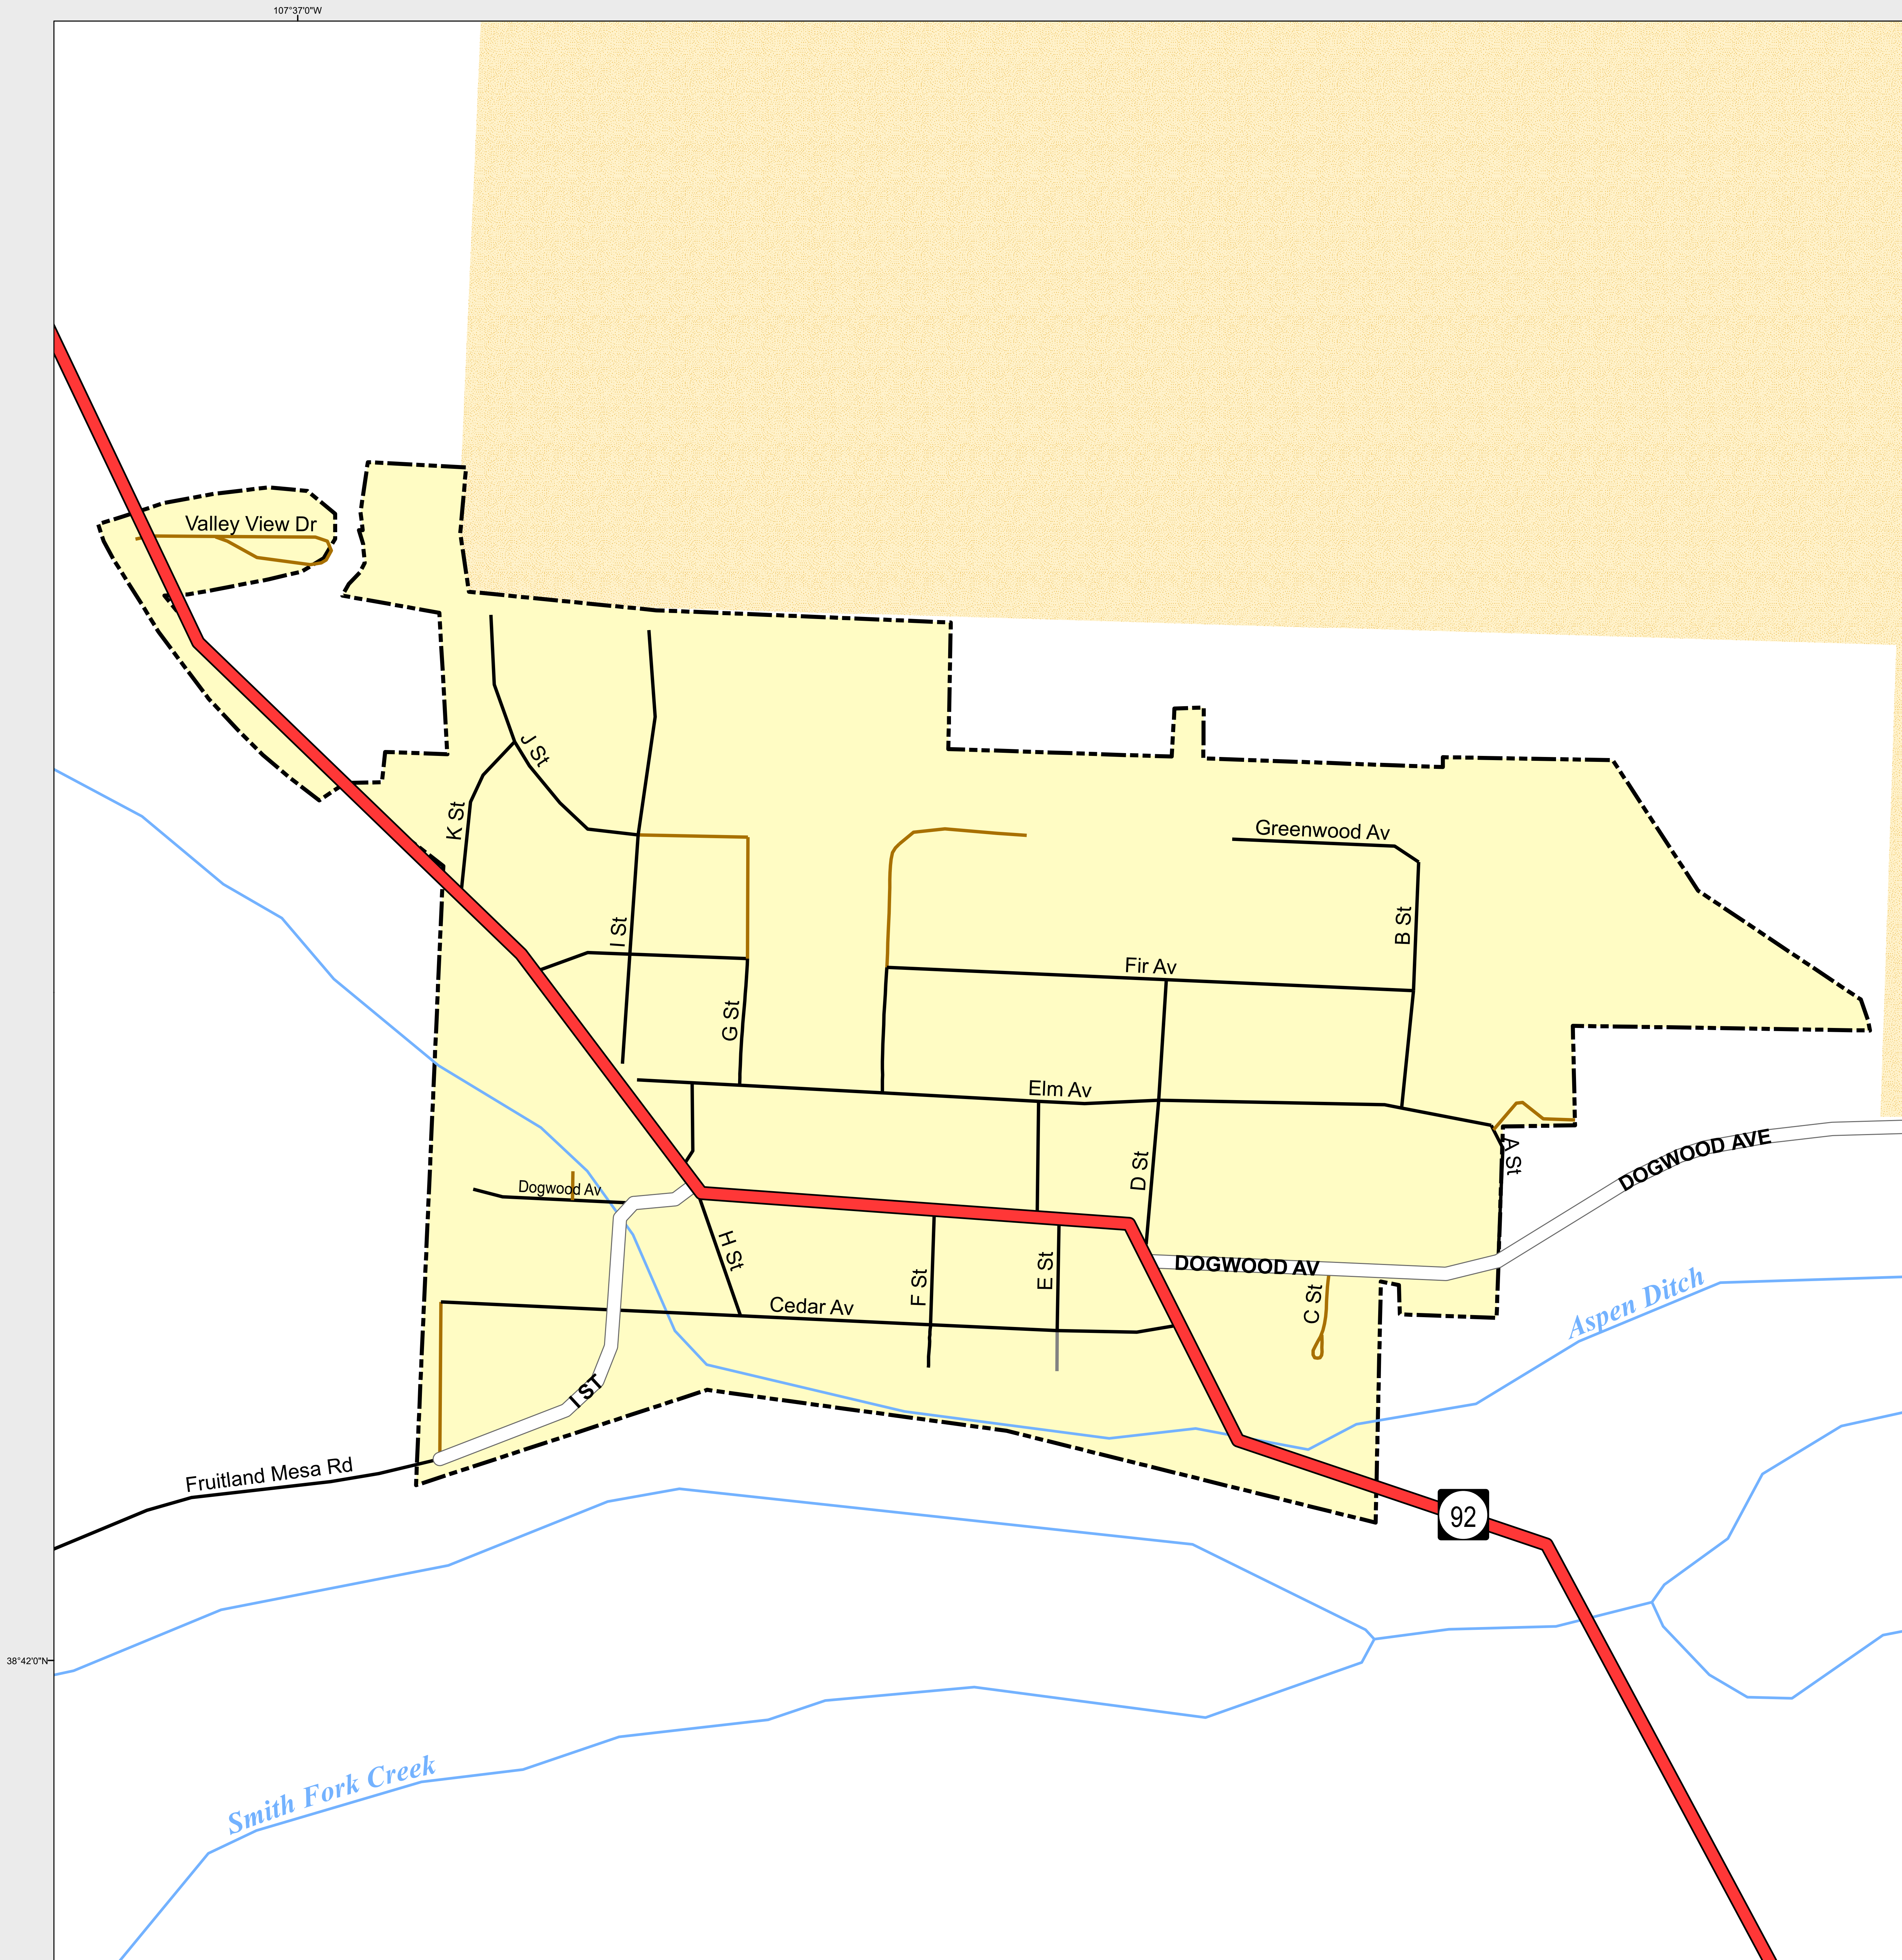 107°37'0"W
Valley View Dr
J St
K St
Greenwood Av
I St
B St
Fir Av
G St
Elm Av
A St
DOGWOOD AVE
D St
Dogwood Av
H St
DOGWOOD AV
E St
F St
C St
Cedar Av
Aspen Ditch
I ST
Fruitland Mesa Rd
92
38°42'0"N
Smith Fork Creek